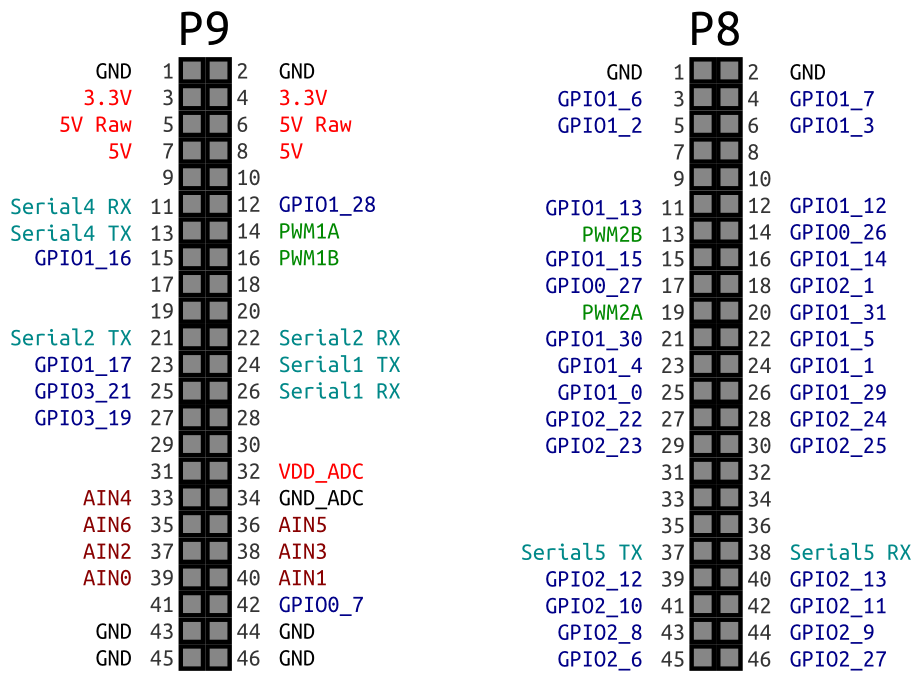 P9
GND 1 2 GND
3.3V 3 4 3.3V
5V Raw 5 6 5V Raw
5V 7 8 5V
9 10
Serial4 RX 11 12 GPIO1_28
Serial4 TX 13 14 PWM1A
GPIO1_16 15 16 PWM1B
17 18
19 20
Serial2 TX 21 22 Serial2 RX
GPIO1_17 23 24 Serial1 TX
GPIO3_21 25 26 Serial1 RX
GPIO3_19 27 28
29 30
31 32 VDD_ADC
AIN4 33 34 GND_ADC
AIN6 35 36 AIN5
AIN2 37 38 AIN3
AIN0 39 40 AIN1
41 42 GPIO0_7
GND 43 44 GND
GND 45 46 GND
P8
GND 1 2 GND
GPIO1_6 3 4 GPIO1_7
GPIO1_2 5 6 GPIO1_3
7 8
9 10
GPIO1_13 11 12 GPIO1_12
PWM2B 13 14 GPIO0_26
GPIO1_15 15 16 GPIO1_14
GPIO0_27 17 18 GPIO2_1
PWM2A 19 20 GPIO1_31
GPIO1_30 21 22 GPIO1_5
GPIO1_4 23 24 GPIO1_1
GPIO1_0 25 26 GPIO1_29
GPIO2_22 27 28 GPIO2_24
GPIO2_23 29 30 GPIO2_25
31 32
33 34
35 36
Serial5 TX 37 38 Serial5 RX
GPIO2_12 39 40 GPIO2_13
GPIO2_10 41 42 GPIO2_11
GPIO2_8 43 44 GPIO2_9
GPIO2_6 45 46 GPIO2_27